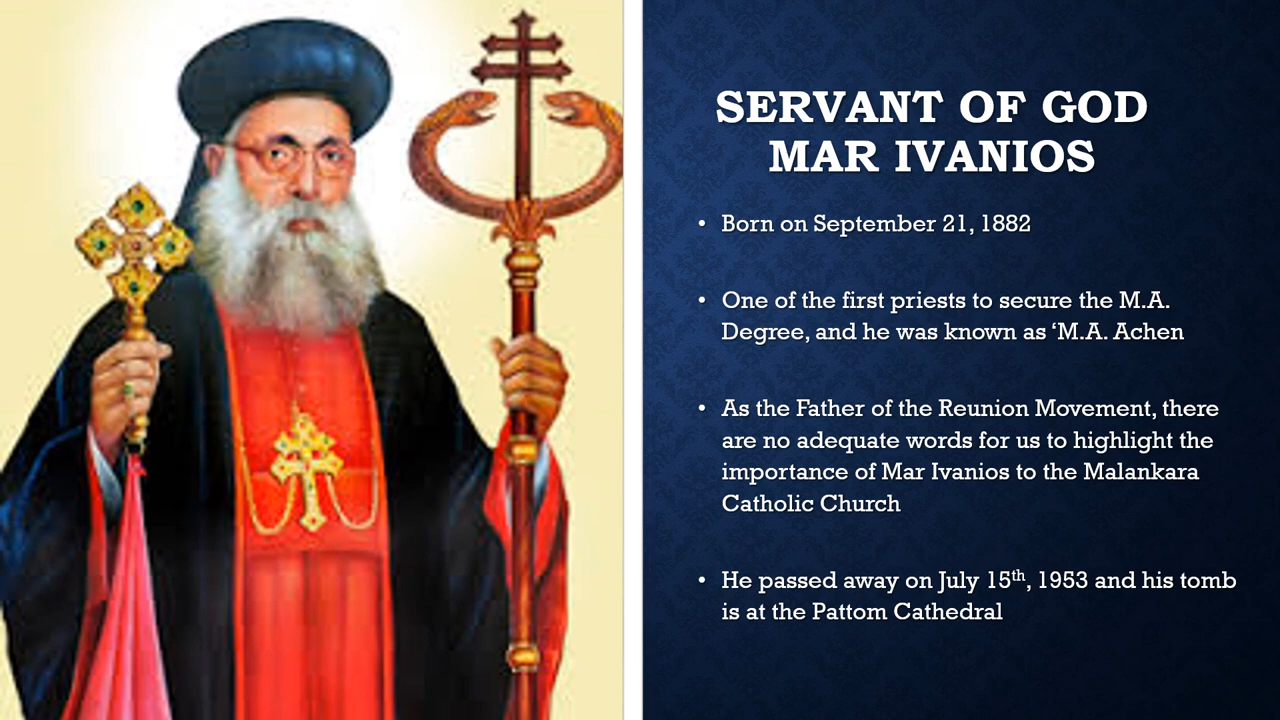 SERVANT OF GOD
MAR IVANIOS
• Born on September 21, 1882
• One of the first priests to secure the M.A.
Degree, and he was known as ‘M.A. Achen
• As the Father of the Reunion Movement, there
are no adequate words for us to highlight the
importance of Mar Ivanios to the Malankara
Catholic Church
• He passed away on July 15th, 1953 and his tomb
is at the Pattom Cathedral